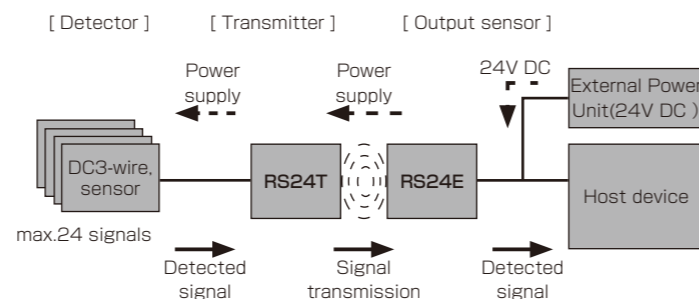 [ Detector ]
[ Transmitter ]
[ Output sensor ]
Power
supply
Power
supply
24V DC
External Power
Unit(24V DC )
DC3-wire,
sensor
RS24T
RS24E
Host device
max.24 signals
Detected
signal
Signal
transmission
Detected
signal